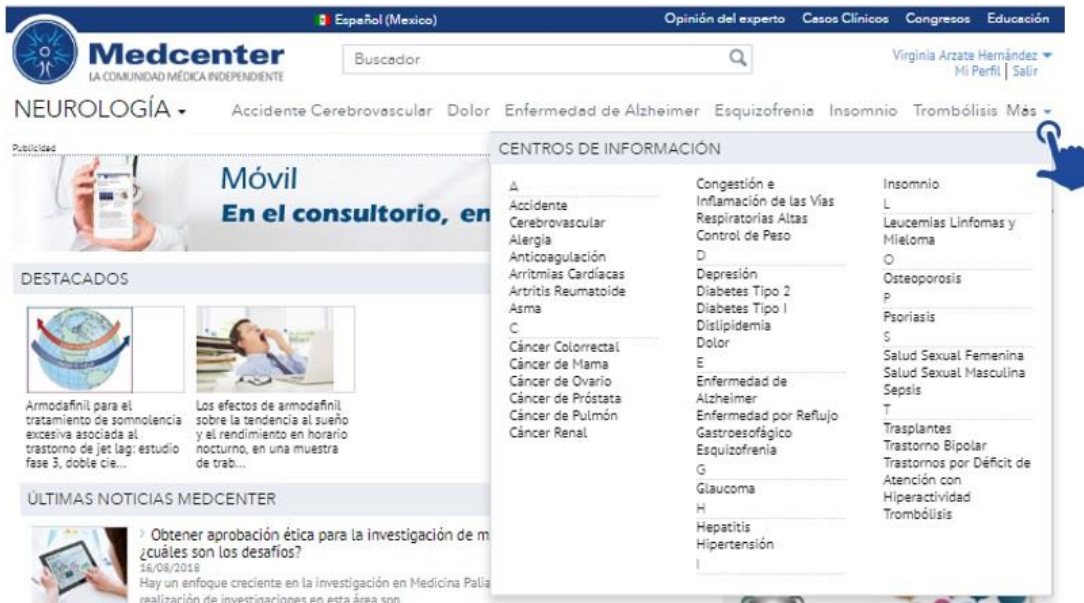 Español (Mexico)
Opinión del experto Casos Clínicos Congresos Educación
Medcenter
LA COMUNIDAD MÉDICA INDEPENDIENTE
Buscador
Virginia Arzate Hernández
Mi Perfil | Salir
NEUROLOGÍA
Accidente Cerebrovascular Dolor Enfermedad de Alzheimer Esquizofrenia Insomnio Trombólisis Más
Publicidad
Móvil
En el consultorio, en
DESTACADOS
Armodafinil para el
tratamiento de somnolencia
excesiva asociada al
trastorno de jet lag: estudio
fase 3, doble cie...
Los efectos de armodafinil
sobre la tendencia al sueño
y el rendimiento en horario
nocturno, en una muestra
de trab...
ÚLTIMAS NOTICIAS MEDCENTER
Obtener aprobación ética para la investigación de m
¿cuáles son los desafíos?
16/08/2018
Hay un enfoque creciente en la investigación en Medicina Palia
realización de investigaciones en esta área son
CENTROS DE INFORMACIÓN
A
Accidente
Cerebrovascular
Alergia
Anticoagulación
Arritmias Cardíacas
Artritis Reumatoide
Asma
C
Cáncer Colorrectal
Cáncer de Mama
Cáncer de Ovario
Cáncer de Próstata
Cáncer de Pulmón
Cáncer Renal
Congestión e
Inflamación de las Vías
Respiratorias Altas
Control de Peso
D
Depresión
Diabetes Tipo 2
Diabetes Tipo I
Dislipidemia
Dolor
E
Enfermedad de
Alzheimer
Enfermedad por Reflujo
Gastroesofágico
Esquizofrenia
G
Glaucoma
H
Hepatitis
Hipertensión
I
Insomnio
L
Leucemias Linfomas y
Mieloma
O
Osteoporosis
P
Psoriasis
S
Salud Sexual Femenina
Salud Sexual Masculina
Sepsis
T
Trasplantes
Trastorno Bipolar
Trastornos por Déficit de
Atención con
Hiperactividad
Trombólisis